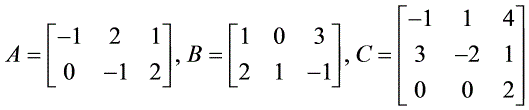 A = [ -1 2 1 ; 0 -1 2 ], B = [ 1 0 3 ; 2 1 -1 ], C = [ -1 1 4 ; 3 -2 1 ; 0 0 2 ]